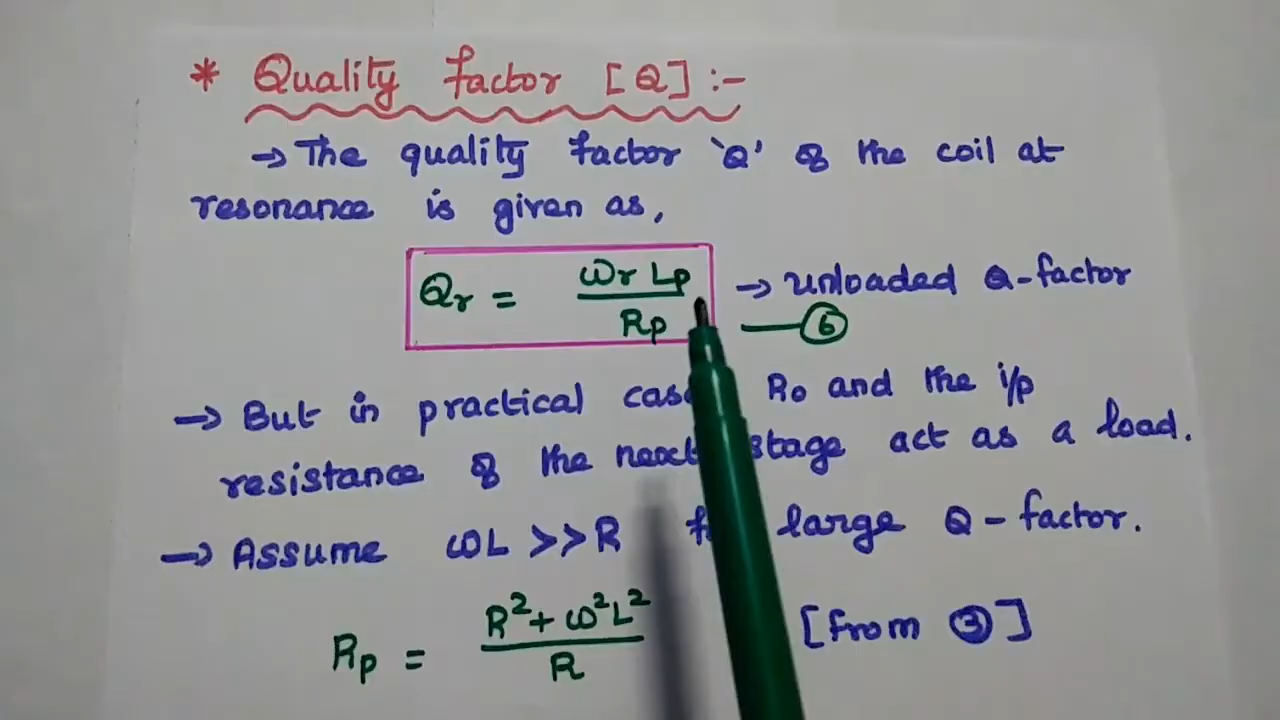 * Quality factor [Q] :-
→ The quality factor 'Q' of the coil at
resonance is given as,
Qr = ωr Lp / Rp → unloaded Q-factor
— 6
→ But in practical Ro and the i/p
resistance of the next stage act as a load.
→ Assume ωL >> R large Q - factor.
Rp = R² + ω²L² / R [from 3]